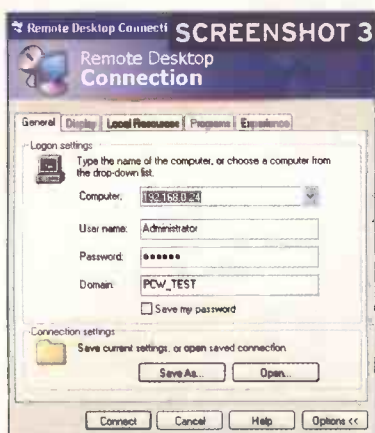 Remote Desktop Connecti
SCREENSHOT 3
Remote Desktop
Connection
General Display Local Resources Programs Experience
Logon settings
Type the name of the computer, or choose a computer from
the drop-down list.
Computer: 192.168.0.24
User name: Administrator
Password: ●●●●●●
Domain: PCW_TEST
Save my password
Connection settings
Save current settings, or open saved connection.
Save As... Open...
Connect Cancel Help Options <<